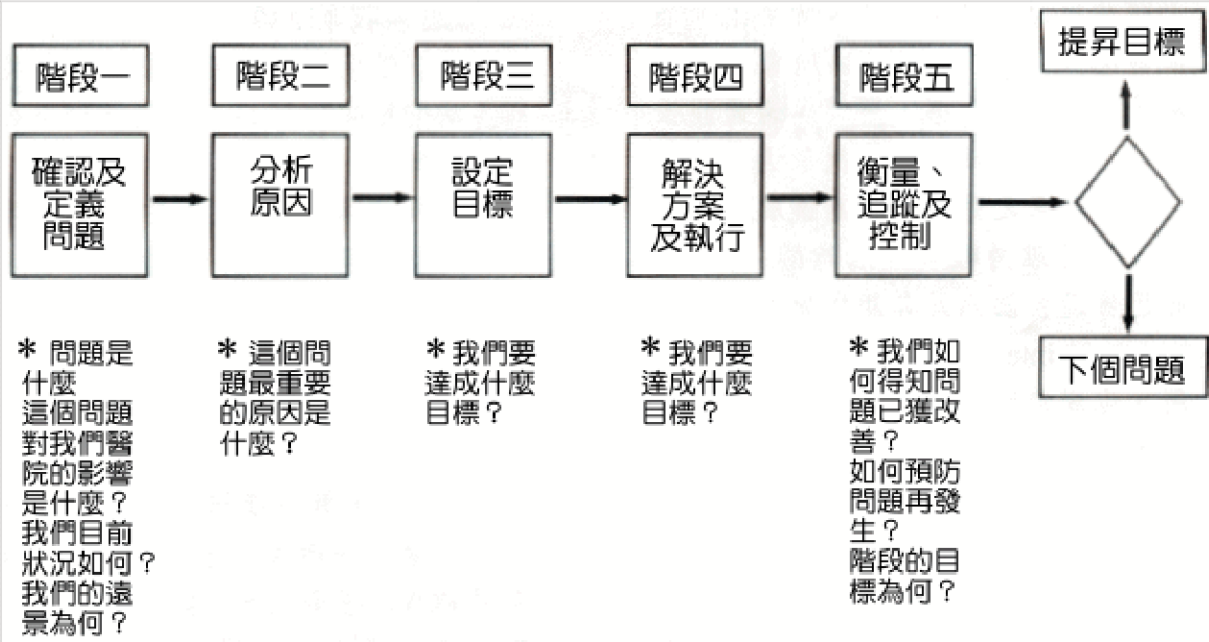 階段一
階段二
階段三
階段四
階段五
提昇目標
確認及
定義
問題
分析
原因
設定
目標
解決
方案
及執行
衡量、
追蹤及
控制
下個問題
* 問題是
什麼
這個問題
對我們醫
院的影響
是什麼？
我們目前
狀況如何？
我們的遠
景為何？
* 這個問
題最重要
的原因是
什麼？
* 我們要
達成什麼
目標？
* 我們要
達成什麼
目標？
* 我們如
何得知問
題已獲改
善？
如何預防
問題再發
生？
階段的目
標為何？